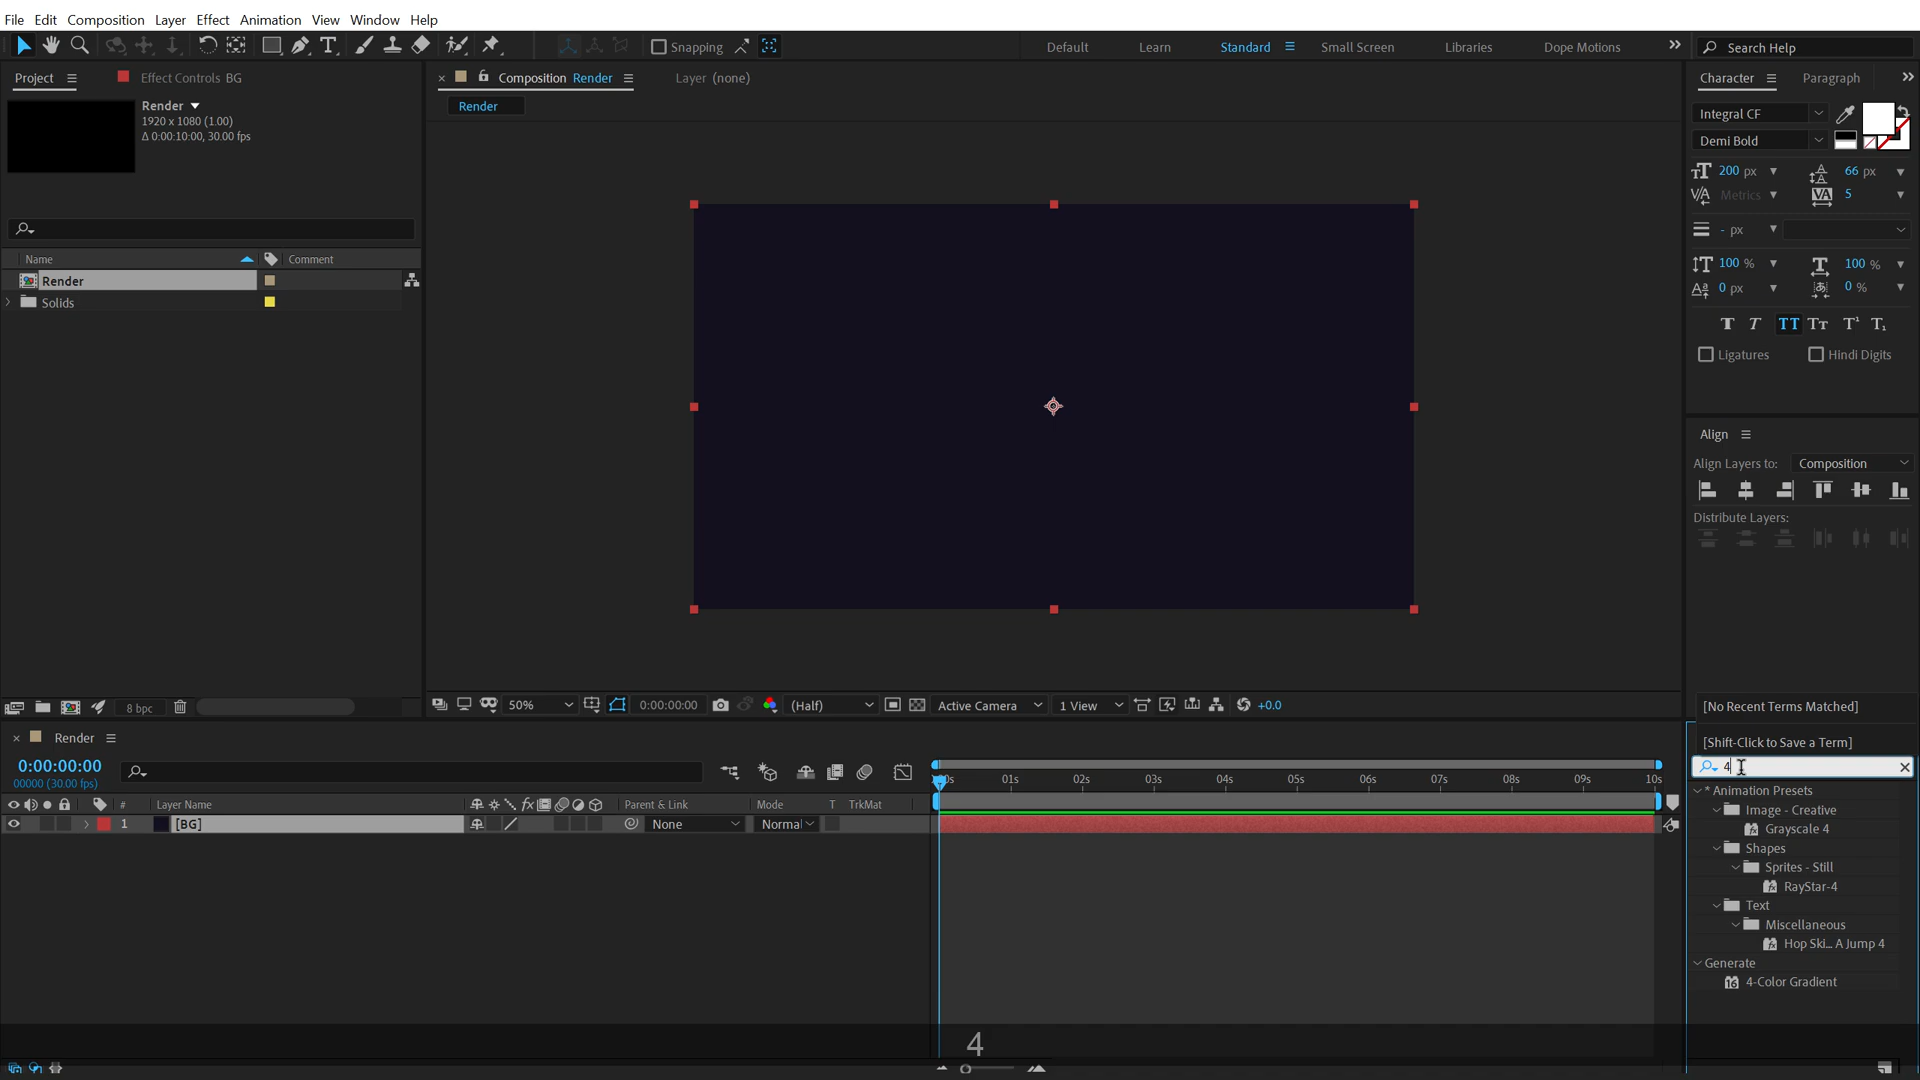 File Edit Composition Layer Effect Animation View Window Help
Snapping
Default Learn Standard Small Screen Libraries Dope Motions
Search Help
Project
Effect Controls BG
Composition Render
Layer (none)
Character
Paragraph
Render
1920 x 1080 (1.00)
Δ 0:00:10:00, 30.00 fps
Render
Integral CF
Demi Bold
200 px
66 px
Metrics
5
- px
100 %
100 %
0 px
0 %
TT Tт T¹ T₁
Ligatures
Hindi Digits
Name
Comment
Render
Solids
Align
Align Layers to:
Composition
Distribute Layers:
8 bpc
50%
0:00:00:00
(Half)
Active Camera
1 View
+0.0
[No Recent Terms Matched]
[Shift-Click to Save a Term]
4
* Animation Presets
Image - Creative
Grayscale 4
Shapes
Sprites - Still
RayStar-4
Text
Miscellaneous
Hop Ski... A Jump 4
Generate
4-Color Gradient
Render
0:00:00:00
00000 (30.00 fps)
01s 02s 03s 04s 05s 06s 07s 08s 09s 10s
# Layer Name
Parent & Link
Mode
T TrkMat
1 [BG]
None
Normal
4